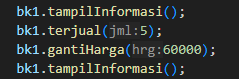 bk1.tampilInformasi();
bk1.terjual(jml:5);
bk1.gantiHarga(hrg:60000);
bk1.tampilInformasi();